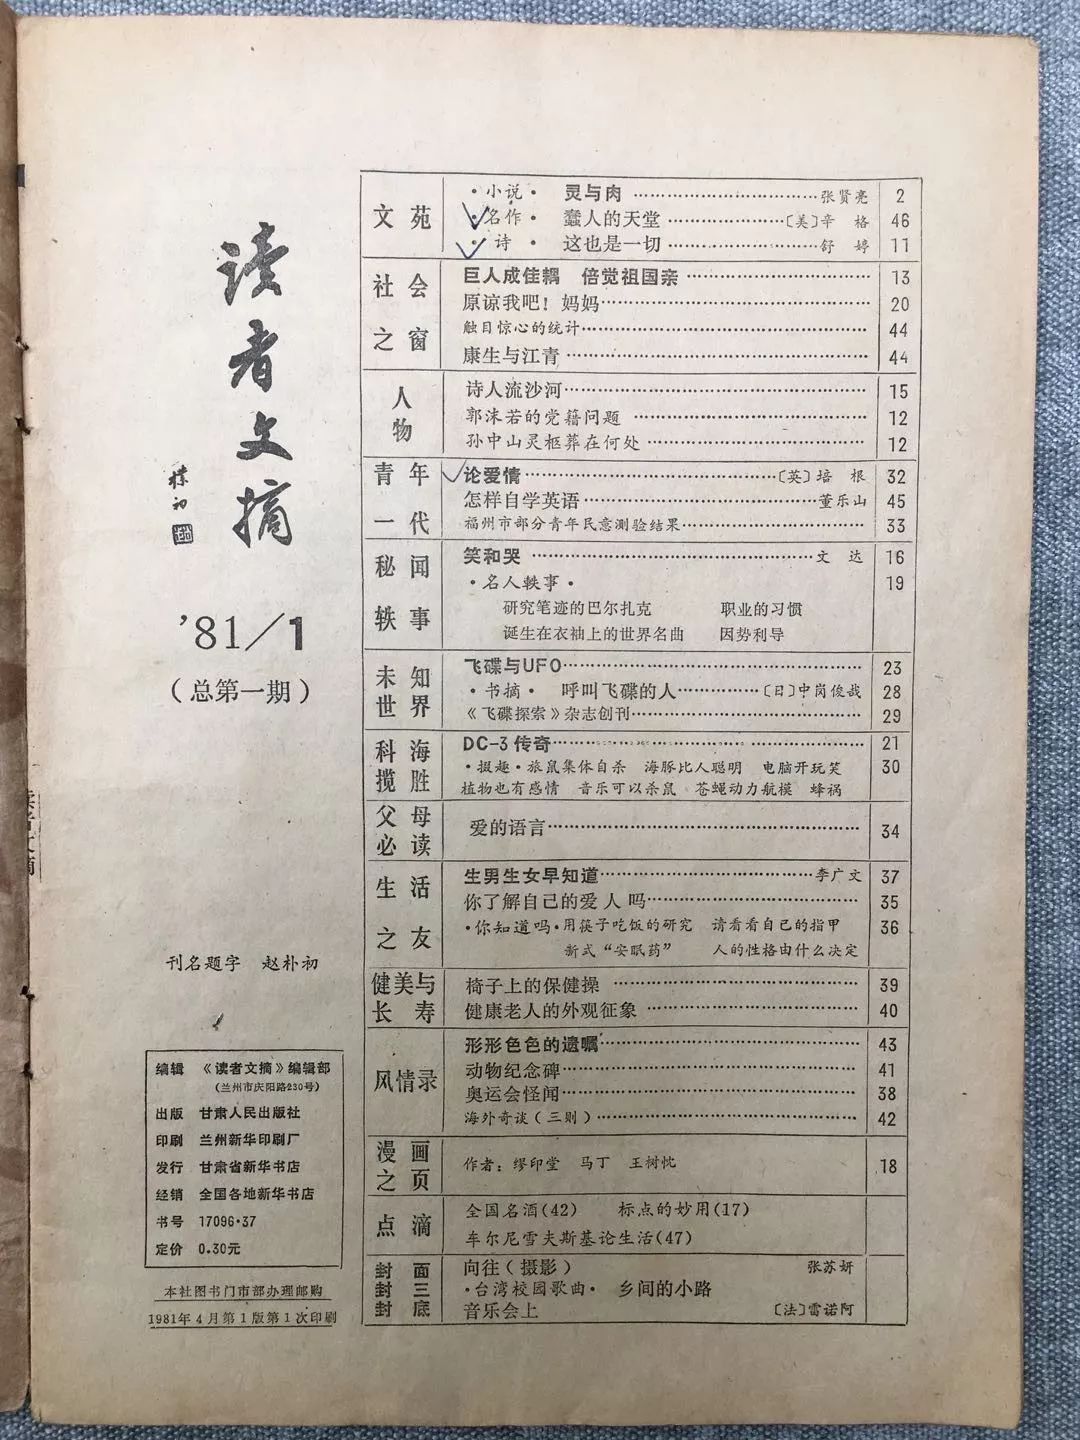 读者文摘
朴初
'81/1
(总第一期)
刊名题字 赵朴初
编辑 《读者文摘》编辑部
(兰州市庆阳路230号)
出版 甘肃人民出版社
印刷 兰州新华印刷厂
发行 甘肃省新华书店
经销 全国各地新华书店
书号 17096·37
定价 0.30元
本社图书门市部办理邮购
1981年4月第1版第1次印刷
文苑
·小说· 灵与肉……张贤亮 2
·名作· 蠢人的天堂……〔美〕辛格 46
·诗· 这也是一切……舒婷 11
社会之窗
巨人成佳耦 倍觉祖国亲……13
原谅我吧！妈妈……20
触目惊心的统计……44
康生与江青……44
人物
诗人流沙河……15
郭沫若的党籍问题……12
孙中山灵柩葬在何处……12
青年一代
论爱情……〔英〕培根 32
怎样自学英语……董乐山 45
福州市部分青年民意测验结果……33
秘闻轶事
笑和哭……文达 16
·名人轶事· 19
研究笔迹的巴尔扎克 职业的习惯
诞生在衣袖上的世界名曲 因势利导
未知世界
飞碟与UFO……23
·书摘· 呼叫飞碟的人……〔日〕中岗俊哉 28
《飞碟探索》杂志创刊……29
科海揽胜
DC-3传奇……21
·掇趣·旅鼠集体自杀 海豚比人聪明 电脑开玩笑 30
植物也有感情 音乐可以杀鼠 苍蝇动力航模 蜂祸
父母必读
爱的语言……34
生活之友
生男生女早知道……李广文 37
你了解自己的爱人吗……35
·你知道吗·用筷子吃饭的研究 请看看自己的指甲 36
新式“安眠药” 人的性格由什么决定
健美与长寿
椅子上的保健操……39
健康老人的外观征象……40
风情录
形形色色的遗嘱……43
动物纪念碑……41
奥运会怪闻……38
海外奇谈(三则)……42
漫画之页
作者：缪印堂 马丁 王树忱 18
点滴
全国名酒(42) 标点的妙用(17)
车尔尼雪夫斯基论生活(47)
封面 向往(摄影) 张苏妍
封三 ·台湾校园歌曲· 乡间的小路
封底 音乐会上 〔法〕雷诺阿